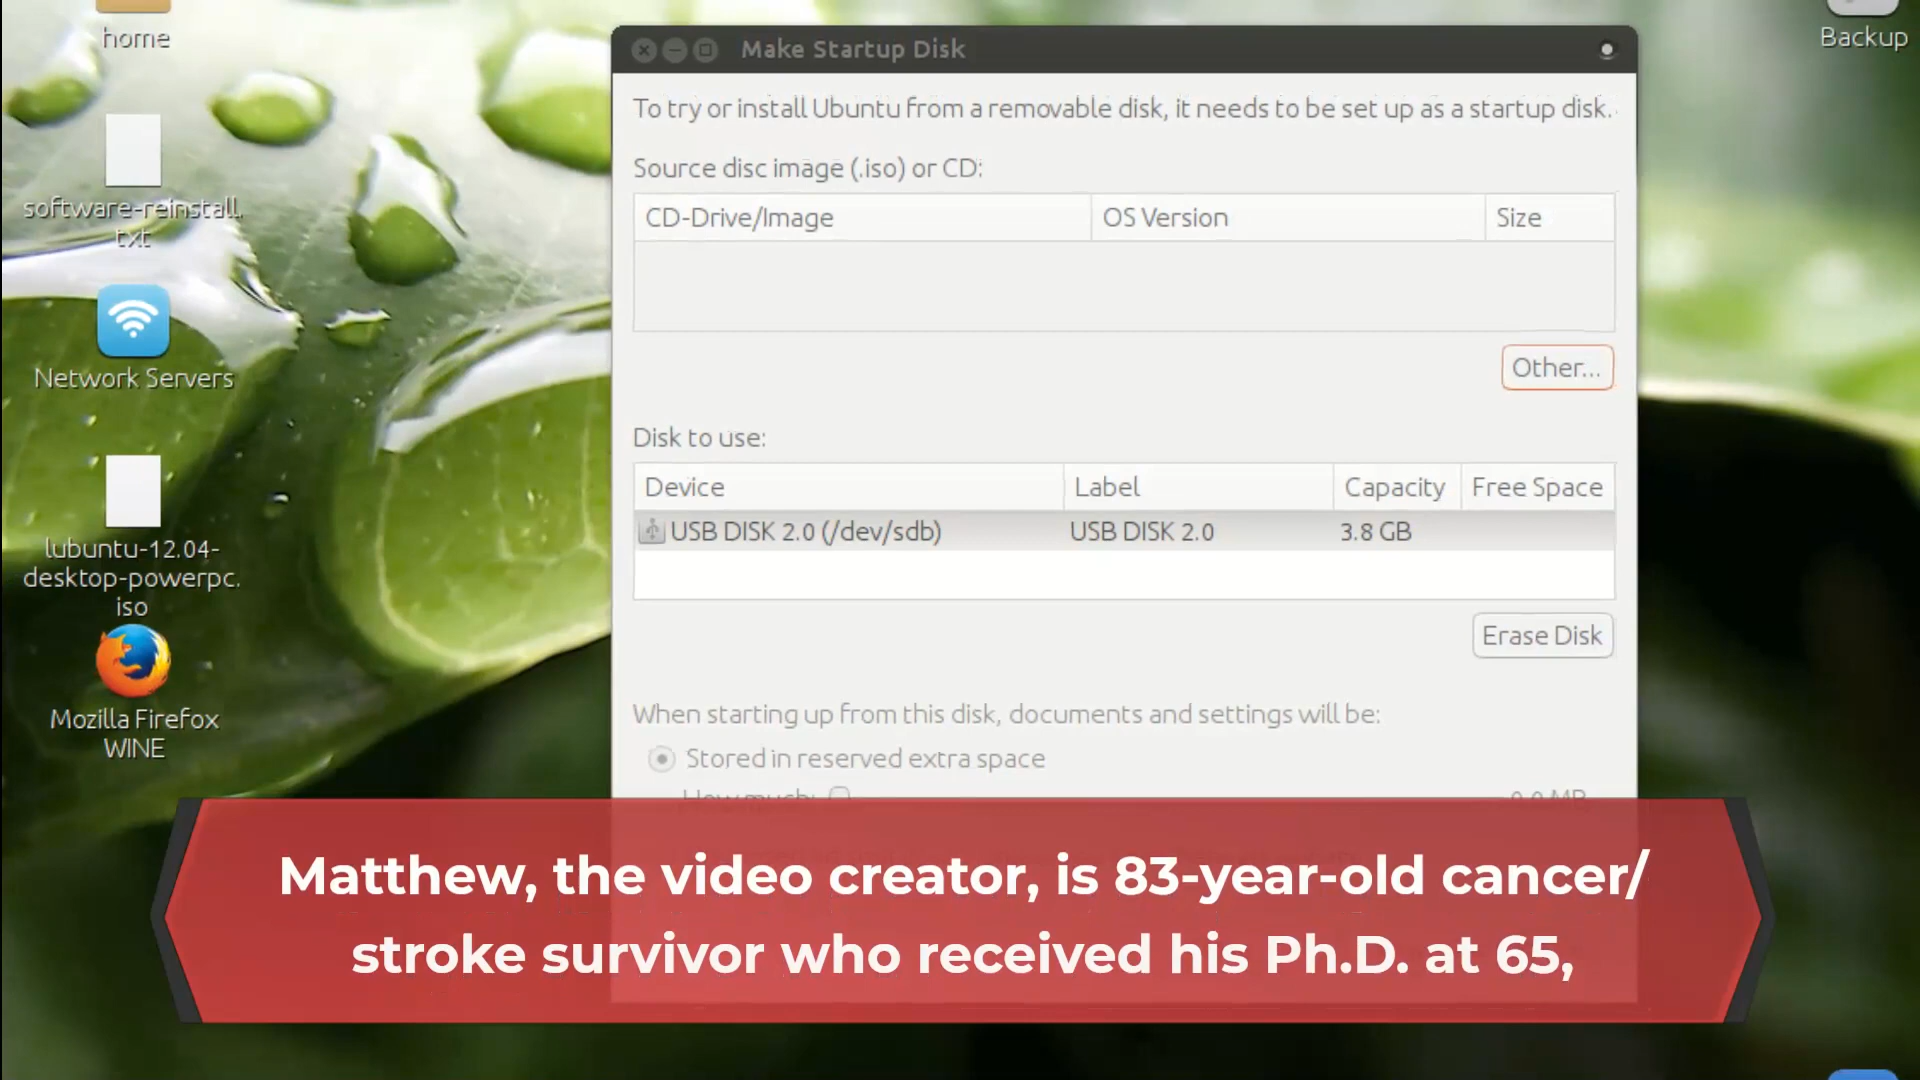 home
software-reinstall.
txt
Network Servers
lubuntu-12.04-
desktop-powerpc.
iso
Mozilla Firefox
WINE
Backup
Make Startup Disk
To try or install Ubuntu from a removable disk, it needs to be set up as a startup disk.
Source disc image (.iso) or CD:
CD-Drive/Image OS Version Size
Other...
Disk to use:
Device Label Capacity Free Space
USB DISK 2.0 (/dev/sdb) USB DISK 2.0 3.8 GB
Erase Disk
When starting up from this disk, documents and settings will be:
Stored in reserved extra space
How much: 0.0 MB
Matthew, the video creator, is 83-year-old cancer/
stroke survivor who received his Ph.D. at 65,